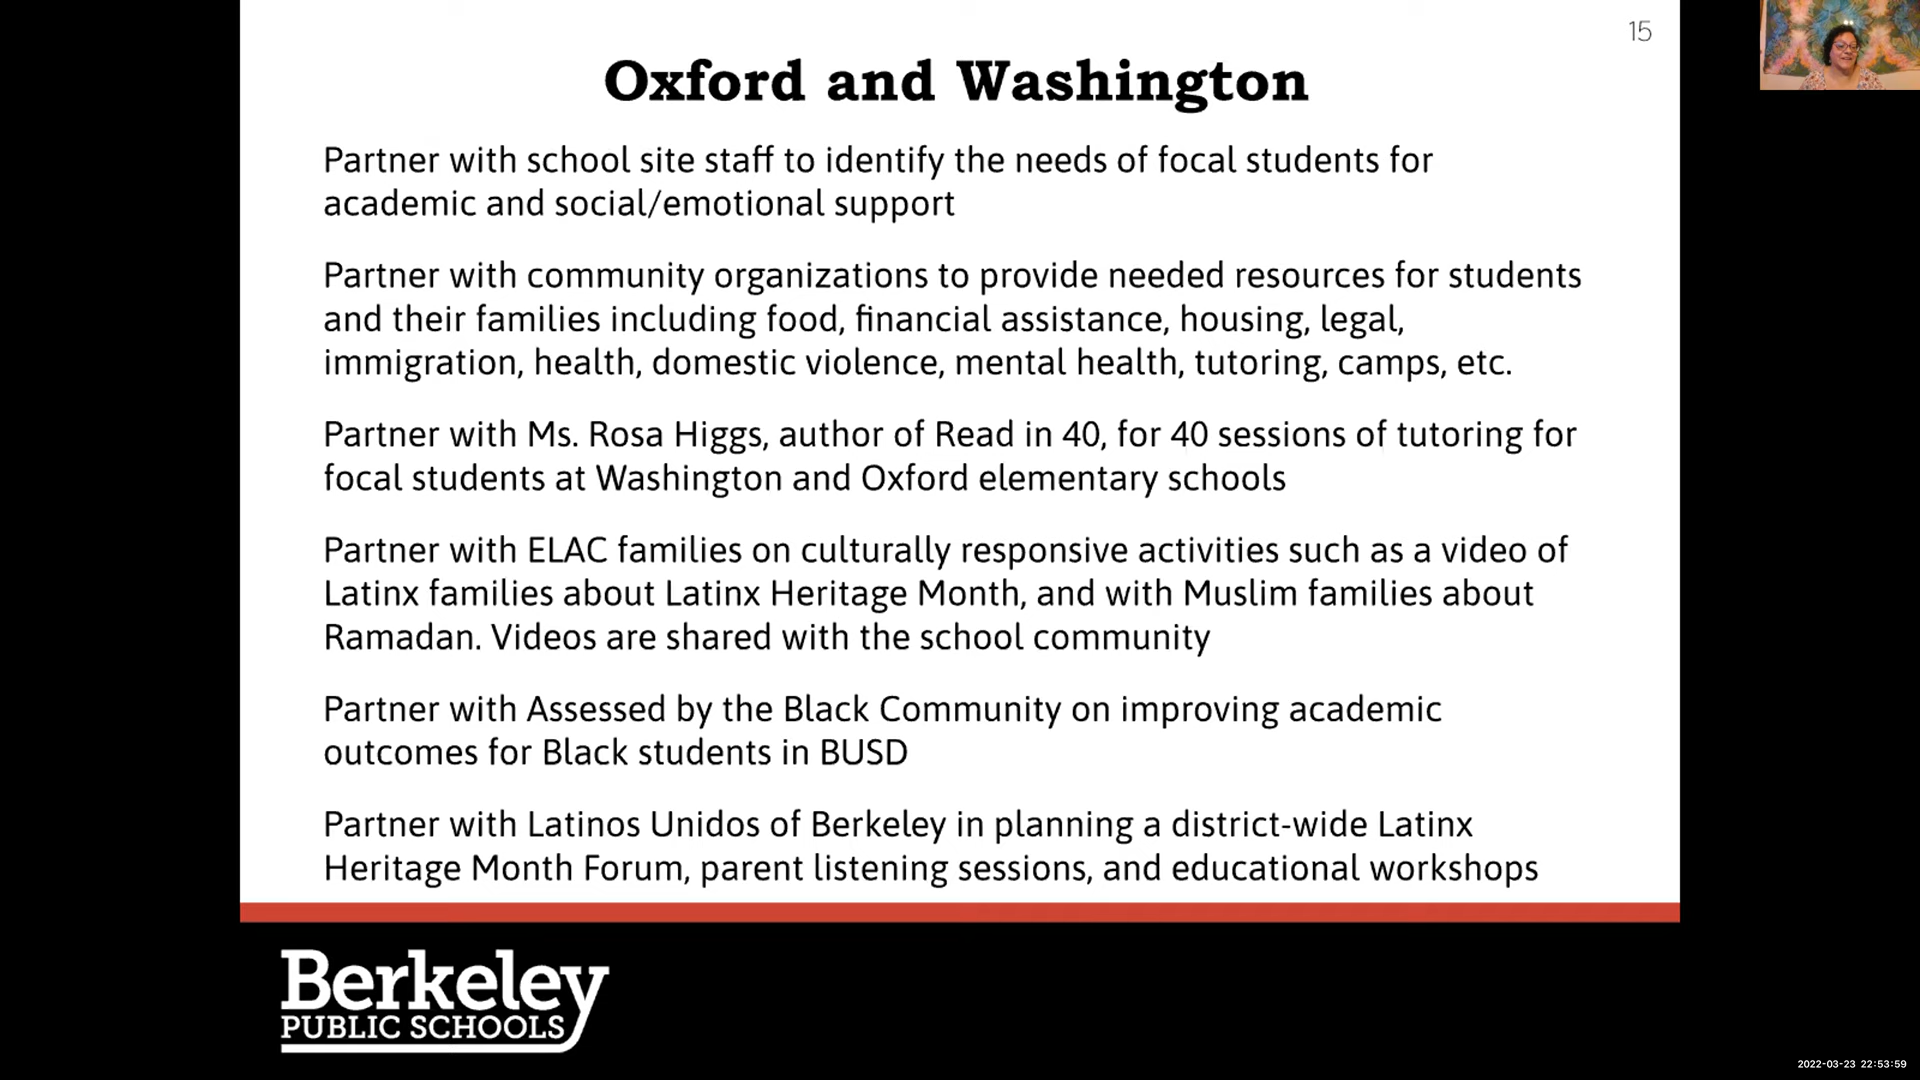 15
Oxford and Washington
Partner with school site staff to identify the needs of focal students for
academic and social/emotional support
Partner with community organizations to provide needed resources for students
and their families including food, financial assistance, housing, legal,
immigration, health, domestic violence, mental health, tutoring, camps, etc.
Partner with Ms. Rosa Higgs, author of Read in 40, for 40 sessions of tutoring for
focal students at Washington and Oxford elementary schools
Partner with ELAC families on culturally responsive activities such as a video of
Latinx families about Latinx Heritage Month, and with Muslim families about
Ramadan. Videos are shared with the school community
Partner with Assessed by the Black Community on improving academic
outcomes for Black students in BUSD
Partner with Latinos Unidos of Berkeley in planning a district-wide Latinx
Heritage Month Forum, parent listening sessions, and educational workshops
Berkeley
PUBLIC SCHOOLS
2022-03-23 22:53:59